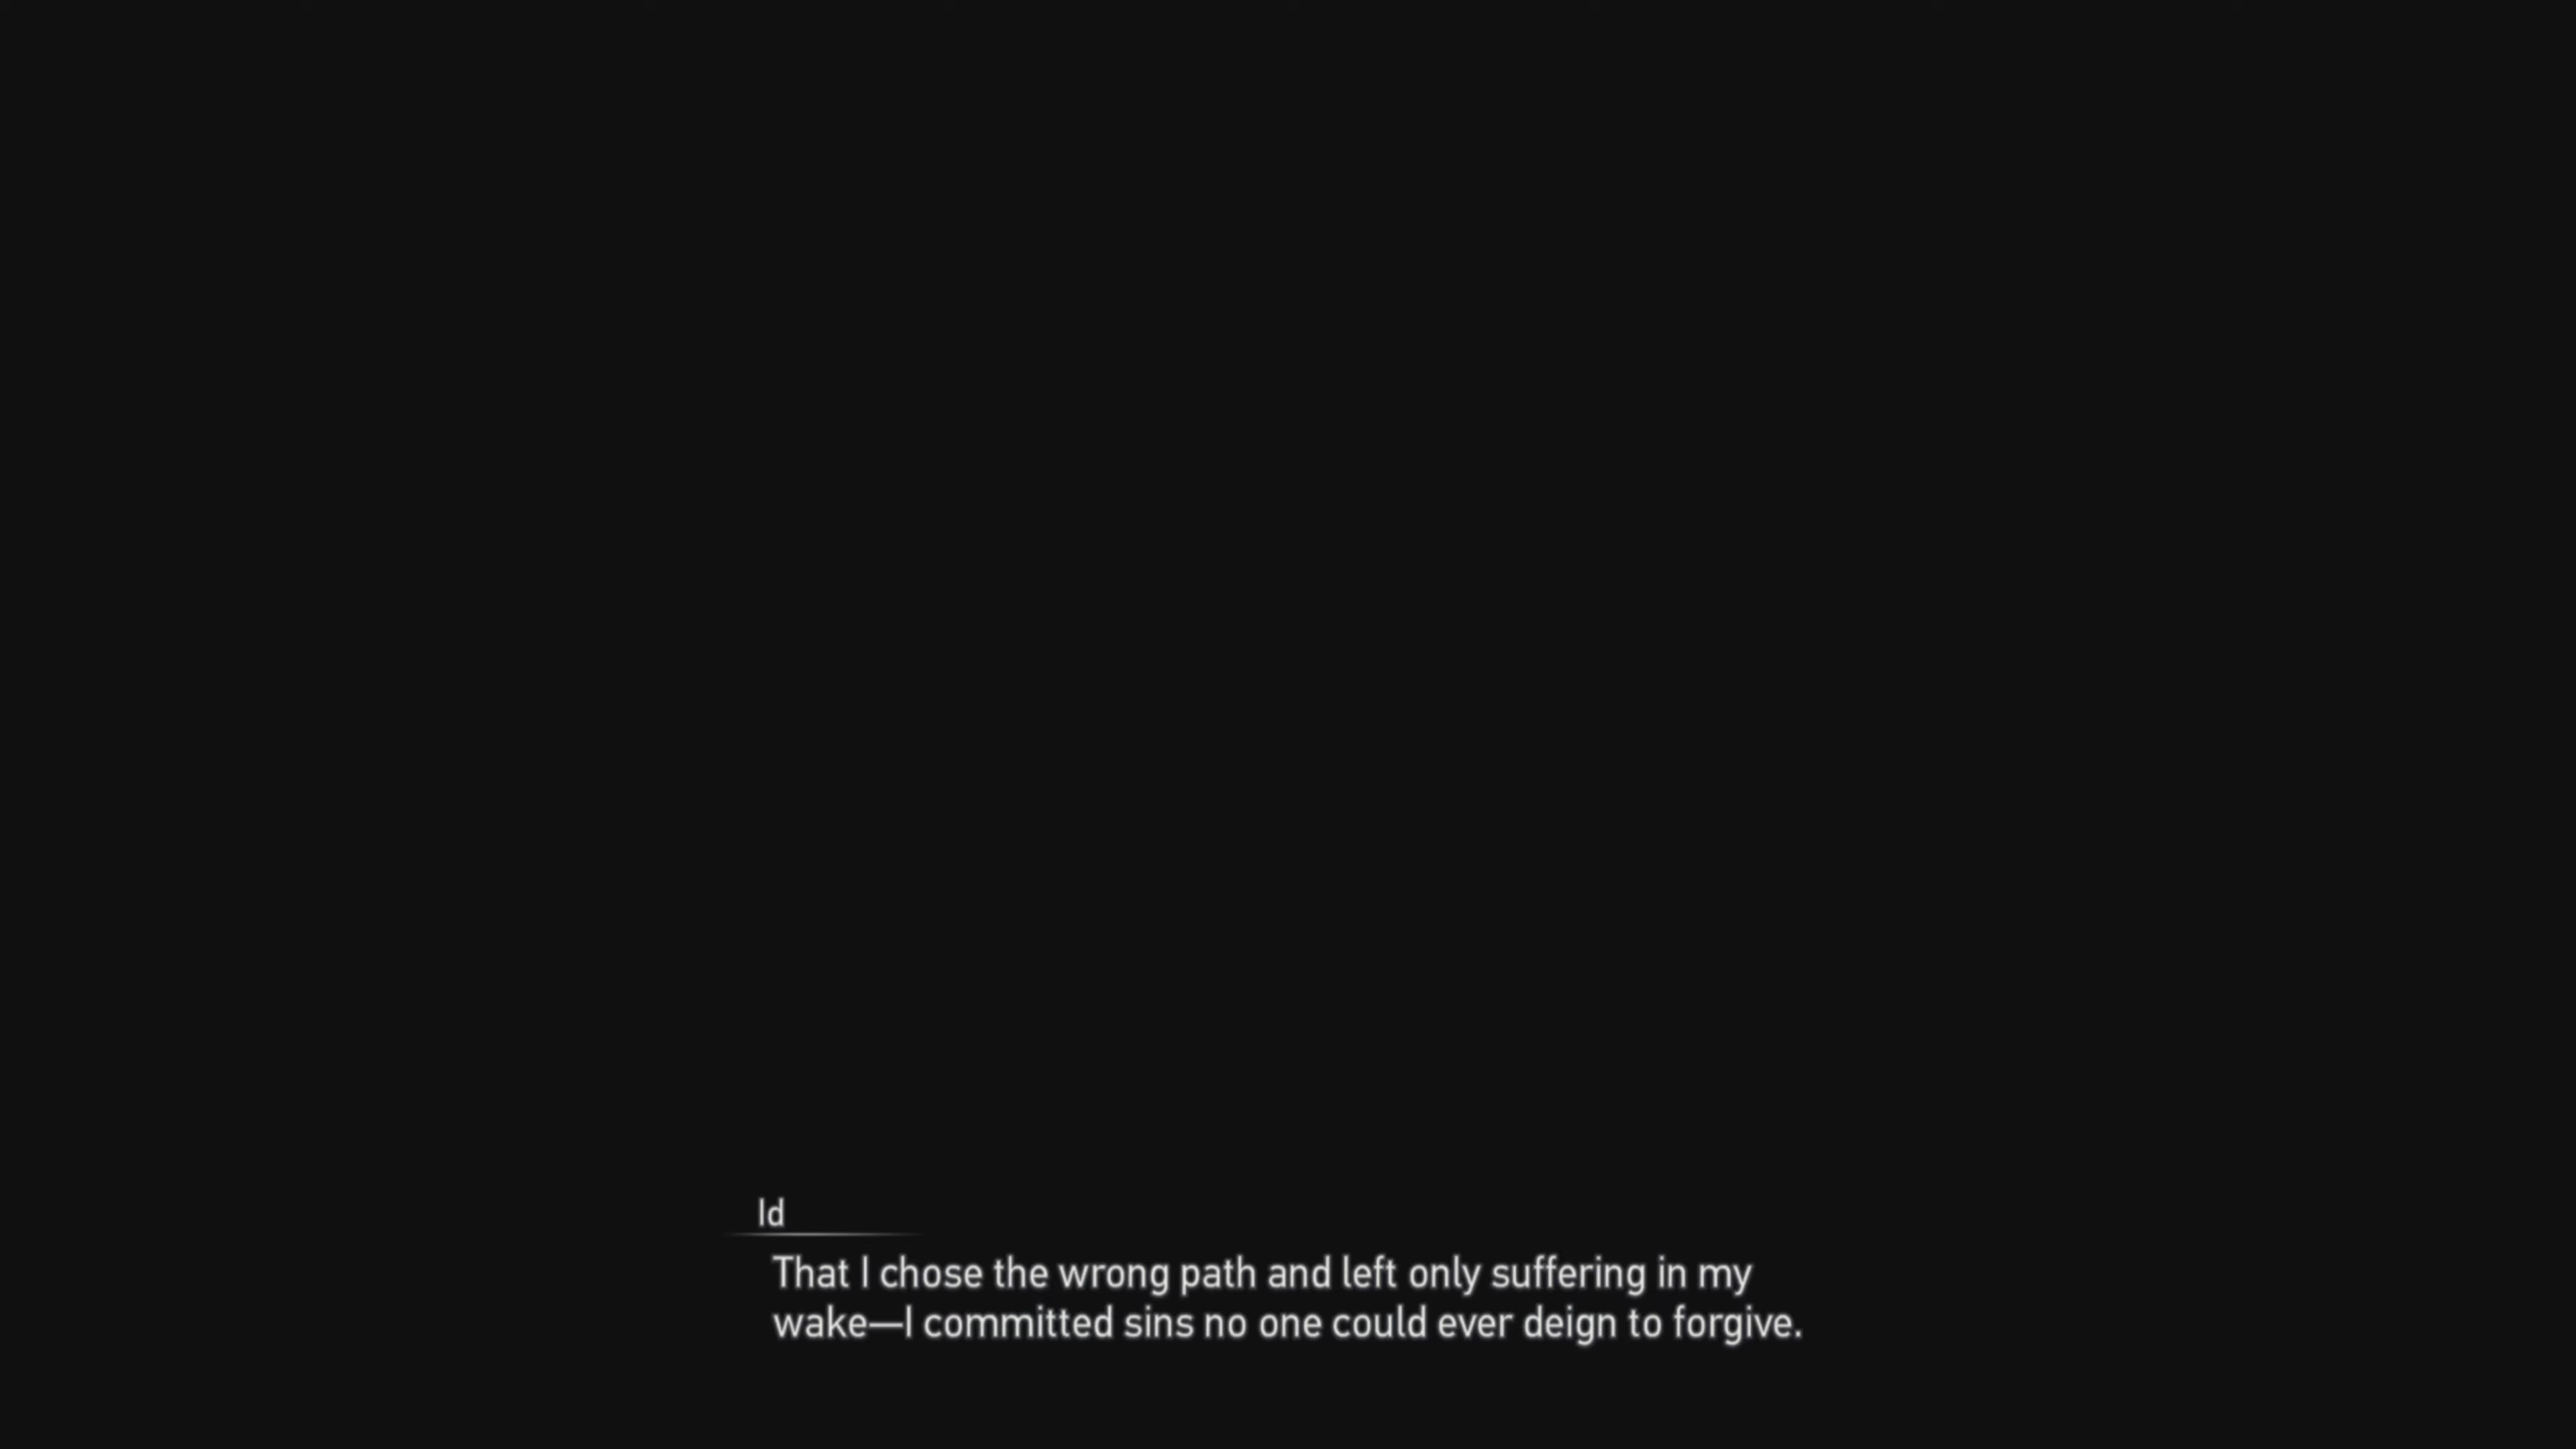 Id
That I chose the wrong path and left only suffering in my
wake—I committed sins no one could ever deign to forgive.